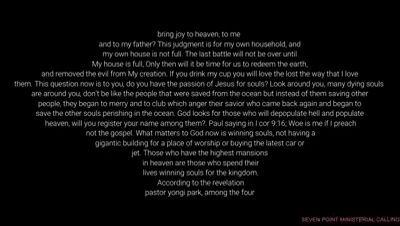 bring joy to heaven, to me
and to my father? This judgment is for my own household, and
my own house is not full. The last battle will not be over until
My house is full, Only then will it be time for us to redeem the earth,
and removed the evil from My creation. If you drink my cup you will love the lost the way that I love
them. This question now is to you, do you have the passion of Jesus for souls? Look around you, many dying souls
are around you, don't be like the people that were saved from the ocean but instead of them saving other
people, they began to merry and to club which anger their savior who came back again and began to
save the other souls perishing in the ocean. God looks for those who will depopulate hell and populate
heaven, will you register your name among them?. Paul saying in I cor 9:16; Woe is me if I preach
not the gospel. What matters to God now is winning souls, not having a
gigantic building for a place of worship or buying the latest car or
jet. Those who have the highest mansions
in heaven are those who spend their
lives winning souls for the kingdom.
According to the revelation
pastor yongi park, among the four
SEVEN POINT MINISTERIAL CALLING